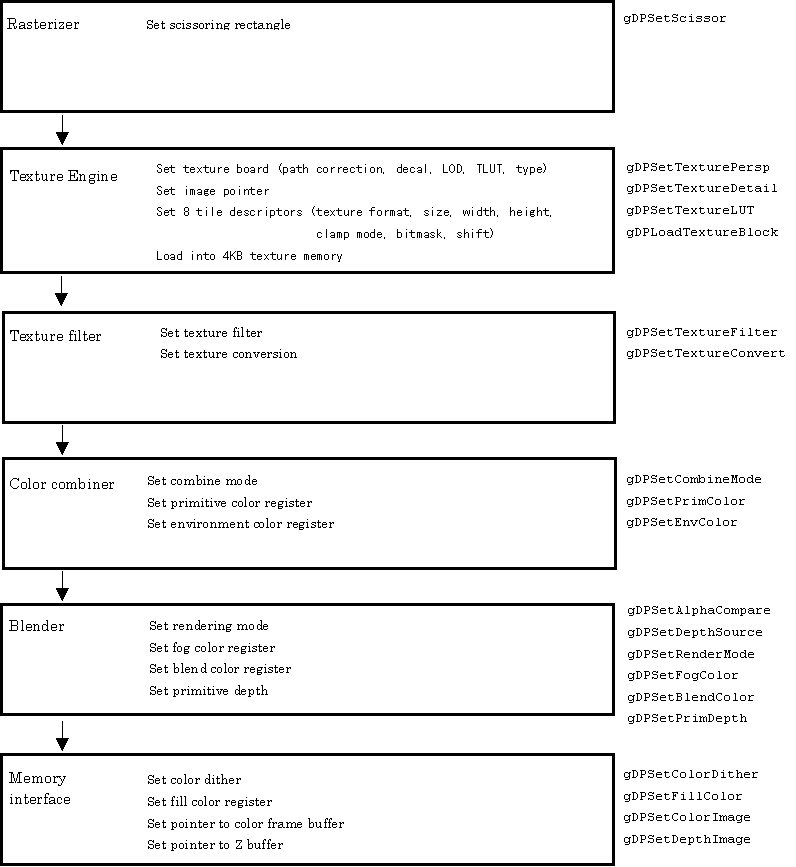 Rasterizer
Set scissoring rectangle
gDPSetScissor
Texture Engine
Set texture board (path correction, decal, LOD, TLUT, type)
Set image pointer
Set 8 tile descriptors (texture format, size, width, height,
clamp mode, bitmask, shift)
Load into 4KB texture memory
gDPSetTexturePersp
gDPSetTextureDetail
gDPSetTextureLUT
gDPLoadTextureBlock
Texture filter
Set texture filter
Set texture conversion
gDPSetTextureFilter
gDPSetTextureConvert
Color combiner
Set combine mode
Set primitive color register
Set environment color register
gDPSetCombineMode
gDPSetPrimColor
gDPSetEnvColor
Blender
Set rendering mode
Set fog color register
Set blend color register
Set primitive depth
gDPSetAlphaCompare
gDPSetDepthSource
gDPSetRenderMode
gDPSetFogColor
gDPSetBlendColor
gDPSetPrimDepth
Memory
interface
Set color dither
Set fill color register
Set pointer to color frame buffer
Set pointer to Z buffer
gDPSetColorDither
gDPSetFillColor
gDPSetColorImage
gDPSetDepthImage